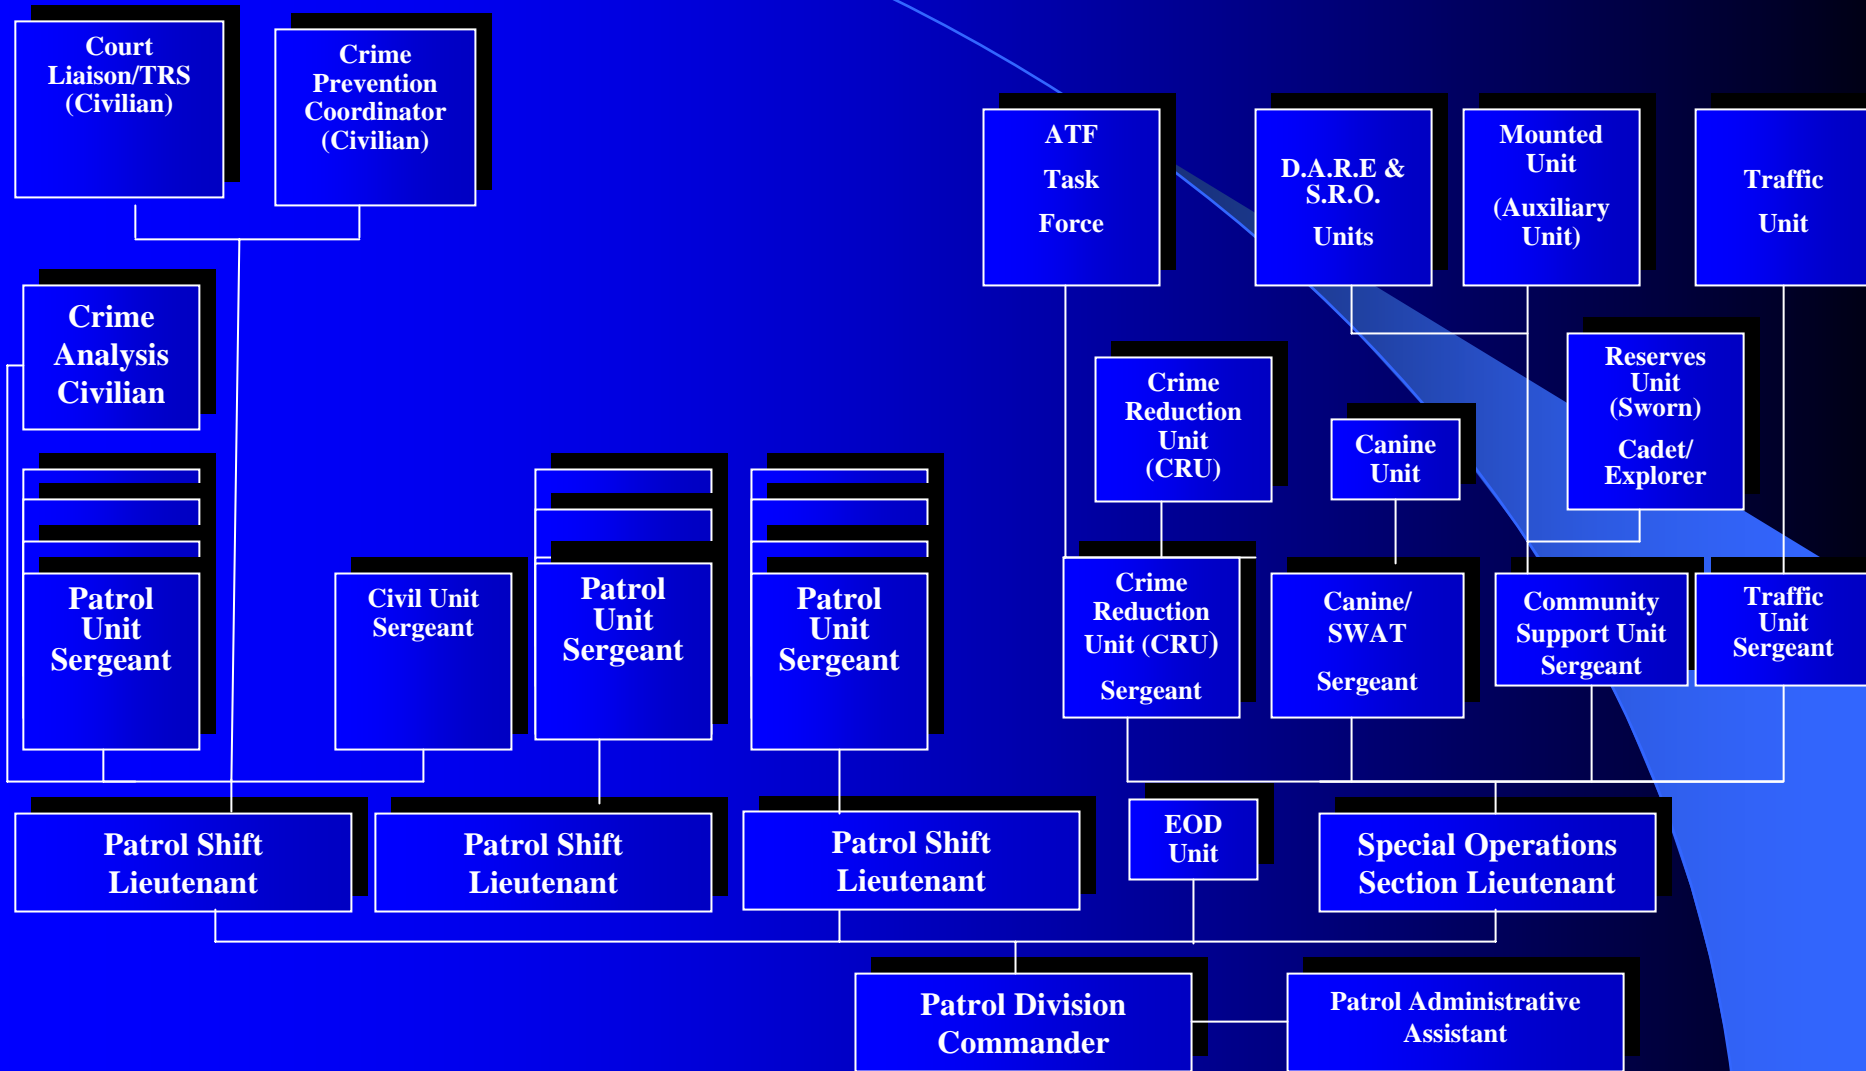 Court
Liaison/TRS
(Civilian)
Crime
Prevention
Coordinator
(Civilian)
ATF
Task
Force
D.A.R.E &
S.R.O.
Units
Mounted
Unit
(Auxiliary
Unit)
Traffic
Unit
Crime
Analysis
Civilian
Crime
Reduction
Unit
(CRU)
Canine
Unit
Reserves
Unit
(Sworn)
Cadet/
Explorer
Patrol
Unit
Sergeant
Civil Unit
Sergeant
Patrol
Unit
Sergeant
Patrol
Unit
Sergeant
Crime
Reduction
Unit (CRU)
Sergeant
Canine/
SWAT
Sergeant
Community
Support Unit
Sergeant
Traffic
Unit
Sergeant
Patrol Shift
Lieutenant
Patrol Shift
Lieutenant
Patrol Shift
Lieutenant
EOD
Unit
Special Operations
Section Lieutenant
Patrol Division
Commander
Patrol Administrative
Assistant